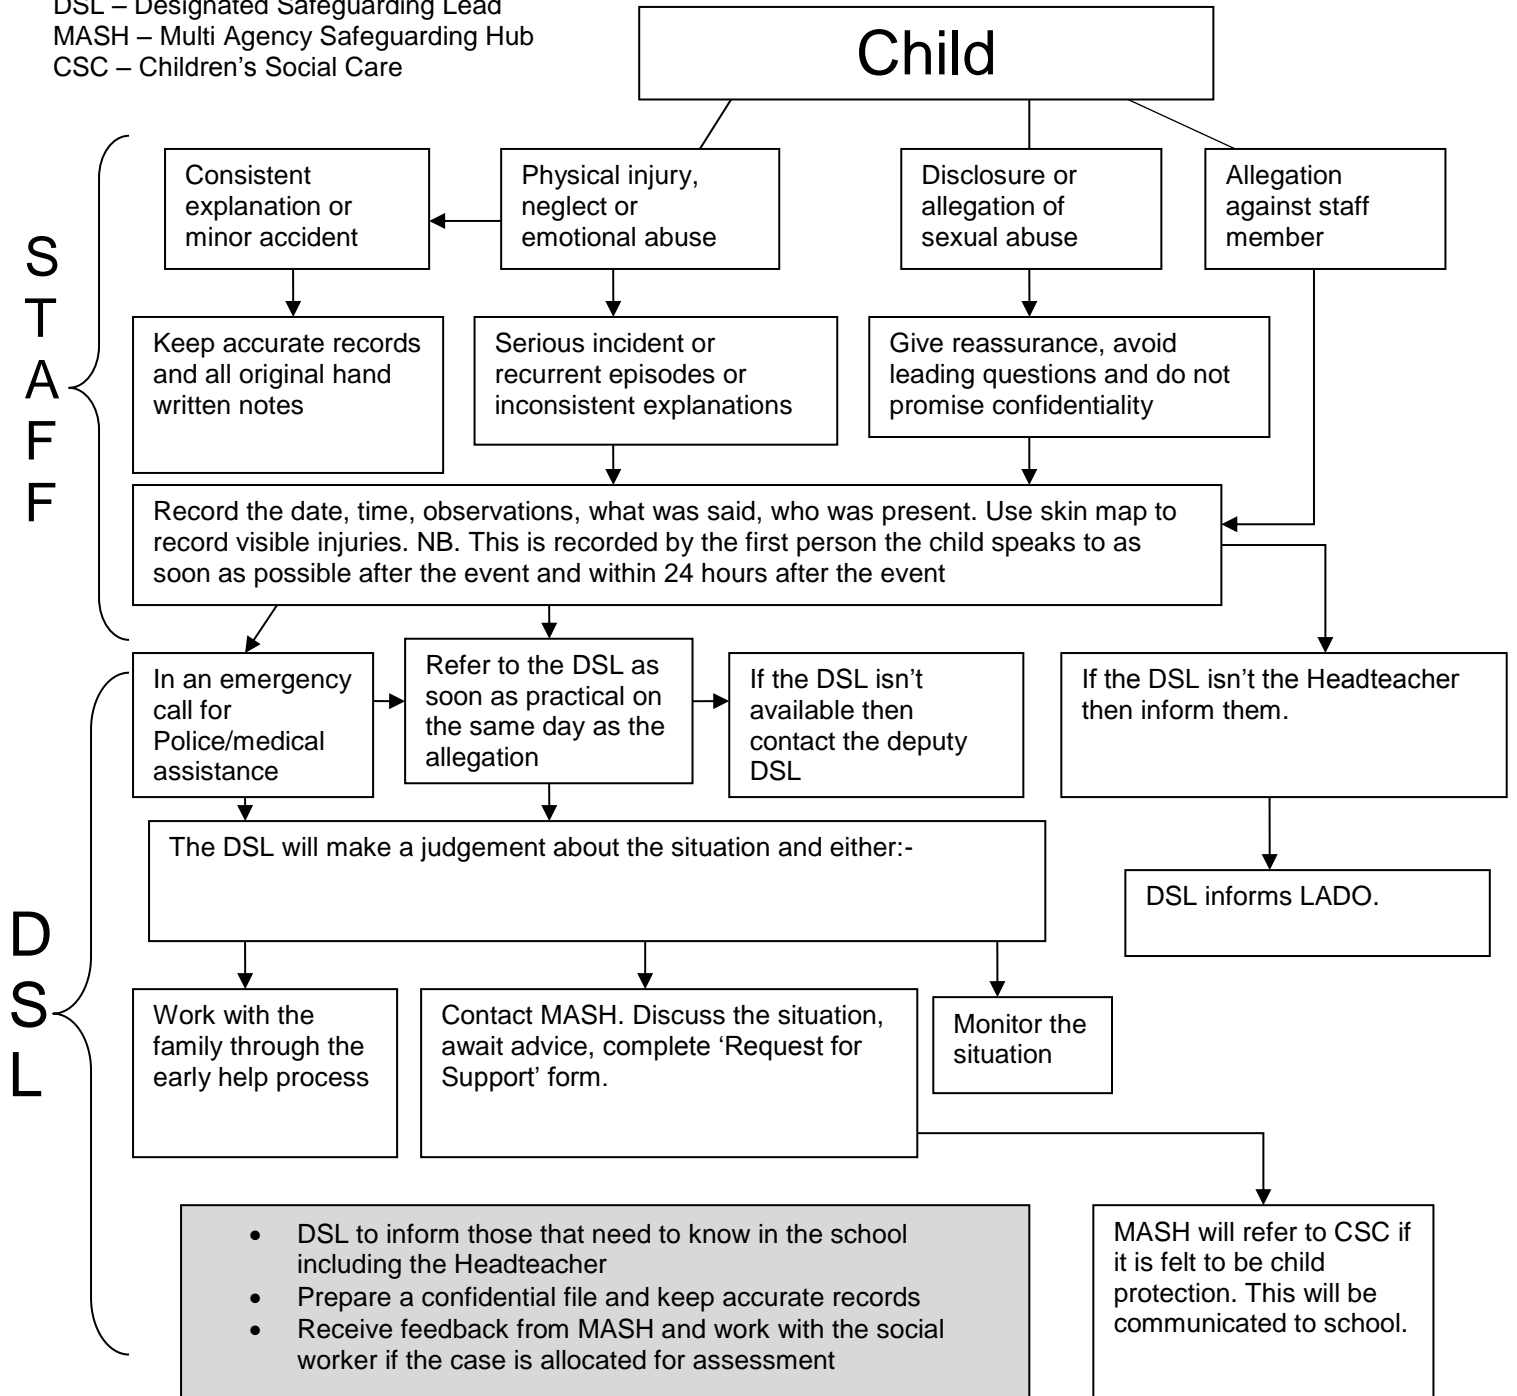 DSL – Designated Safeguarding Lead
MASH – Multi Agency Safeguarding Hub
CSC – Children's Social Care
Child
STAFF
Consistent
explanation or
minor accident
Physical injury,
neglect or
emotional abuse
Disclosure or
allegation of
sexual abuse
Allegation
against staff
member
Keep accurate records
and all original hand
written notes
Serious incident or
recurrent episodes or
inconsistent explanations
Give reassurance, avoid
leading questions and do not
promise confidentiality
Record the date, time, observations, what was said, who was present. Use skin map to
record visible injuries. NB. This is recorded by the first person the child speaks to as
soon as possible after the event and within 24 hours after the event
DSL
In an emergency
call for
Police/medical
assistance
Refer to the DSL as
soon as practical on
the same day as the
allegation
If the DSL isn't
available then
contact the deputy
DSL
If the DSL isn't the Headteacher
then inform them.
The DSL will make a judgement about the situation and either:-
DSL informs LADO.
Work with the
family through the
early help process
Contact MASH. Discuss the situation,
await advice, complete 'Request for
Support' form.
Monitor the
situation
• DSL to inform those that need to know in the school
including the Headteacher
• Prepare a confidential file and keep accurate records
• Receive feedback from MASH and work with the social
worker if the case is allocated for assessment
MASH will refer to CSC if
it is felt to be child
protection. This will be
communicated to school.